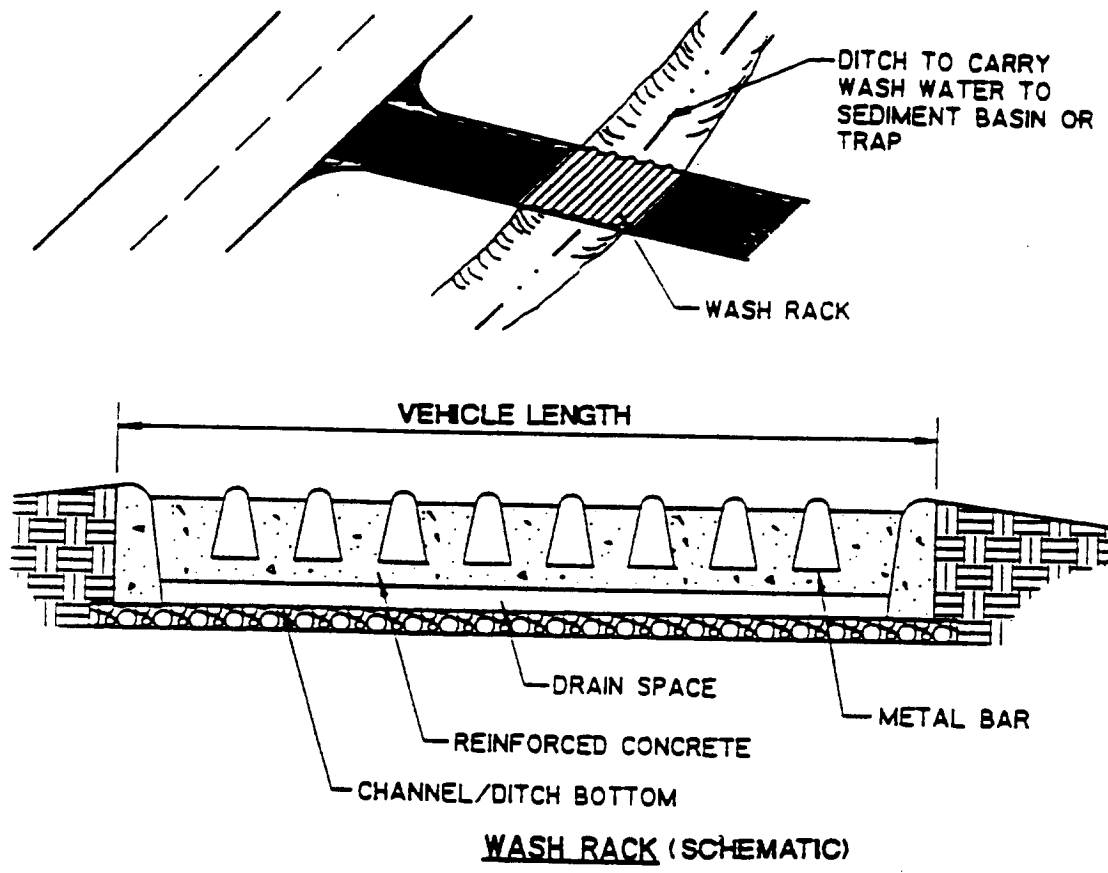 DITCH TO CARRY
WASH WATER TO
SEDIMENT BASIN OR
TRAP
WASH RACK
VEHICLE LENGTH
DRAIN SPACE
METAL BAR
REINFORCED CONCRETE
CHANNEL/DITCH BOTTOM
WASH RACK (SCHEMATIC)